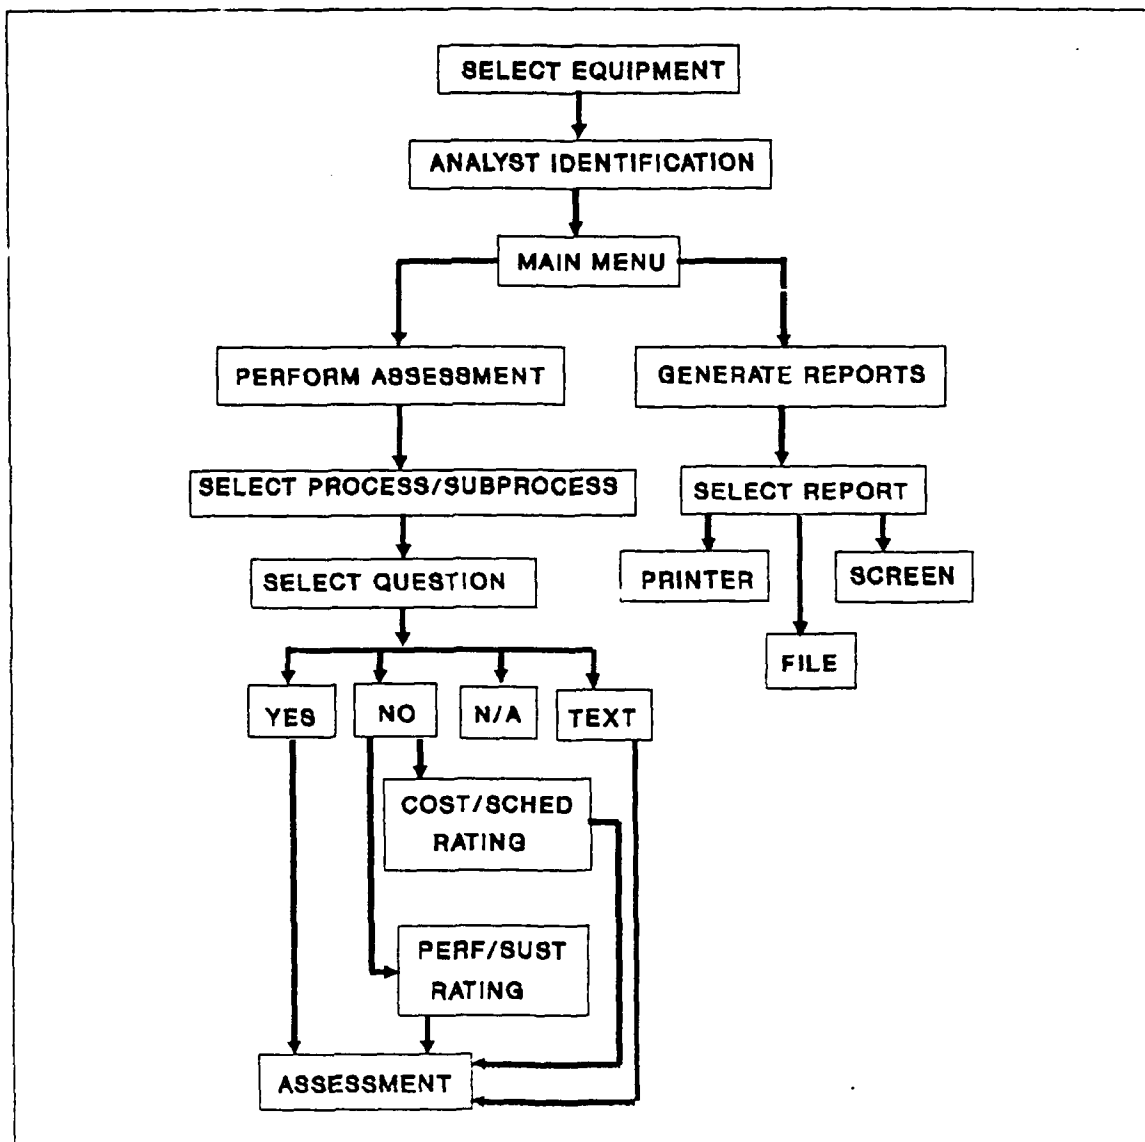 SELECT EQUIPMENT
ANALYST IDENTIFICATION
MAIN MENU
PERFORM ASSESSMENT
GENERATE REPORTS
SELECT PROCESS/SUBPROCESS
SELECT REPORT
SELECT QUESTION
PRINTER
SCREEN
FILE
YES
NO
N/A
TEXT
COST/SCHED
RATING
PERF/SUST
RATING
ASSESSMENT